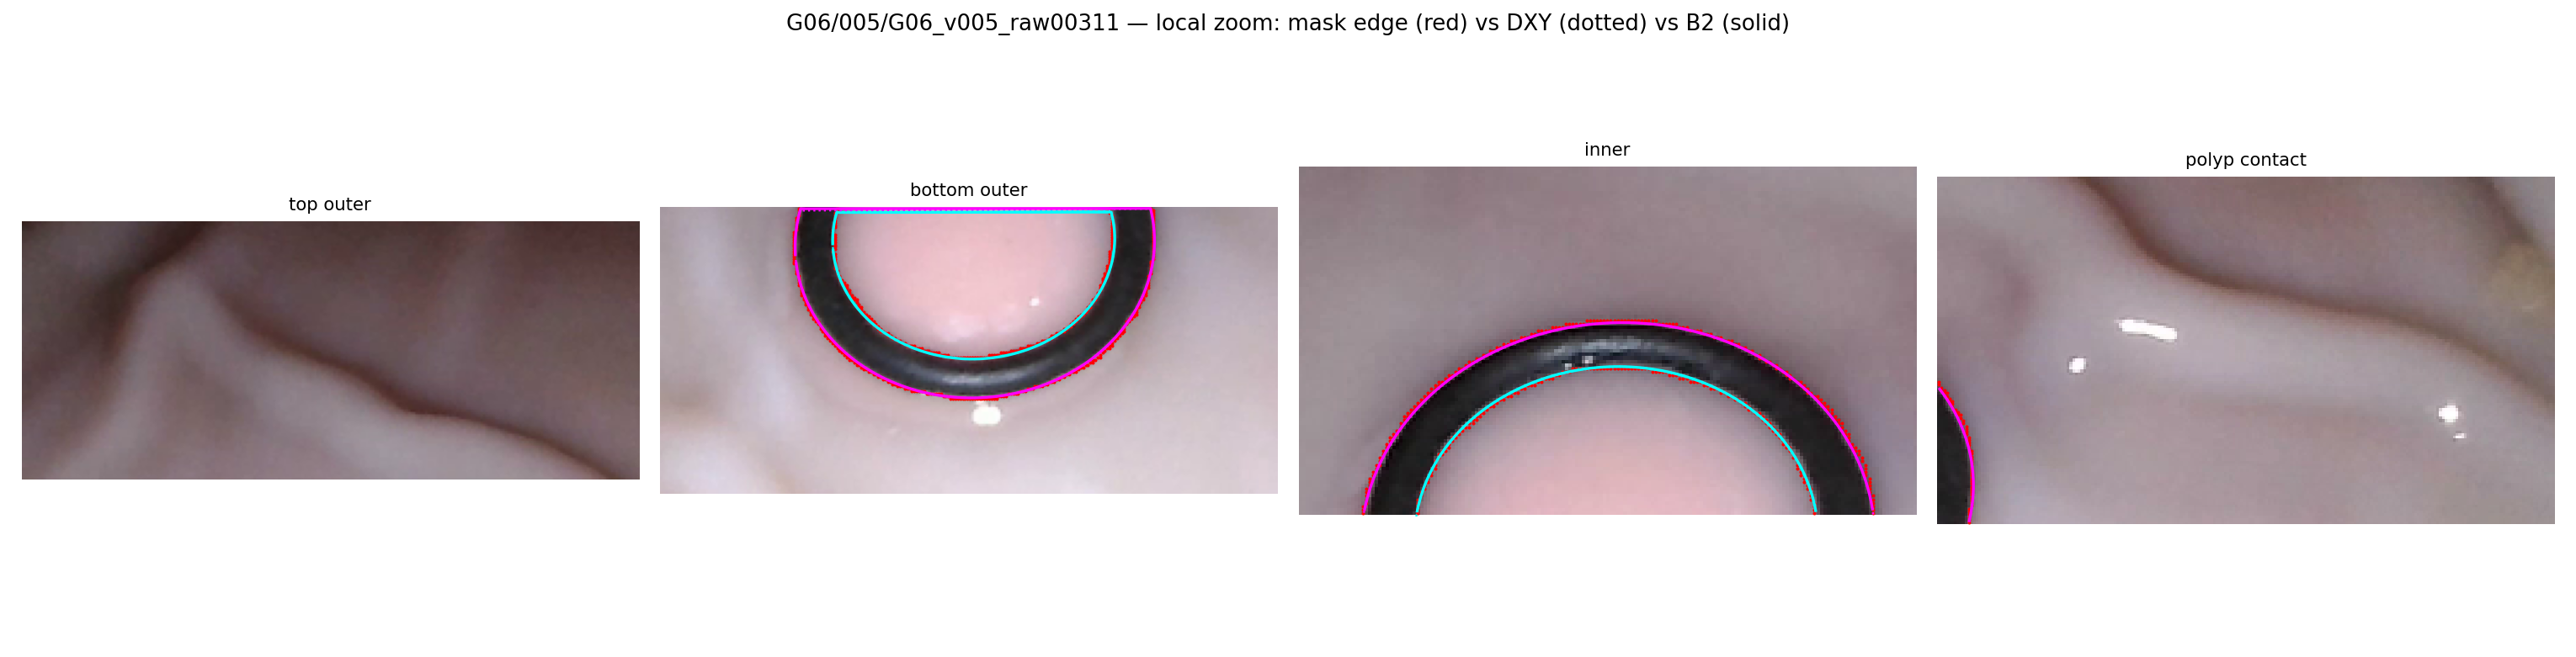 G06/005/G06_v005_raw00311 — local zoom: mask edge (red) vs DXY (dotted) vs B2 (solid)
top outer
bottom outer
inner
polyp contact